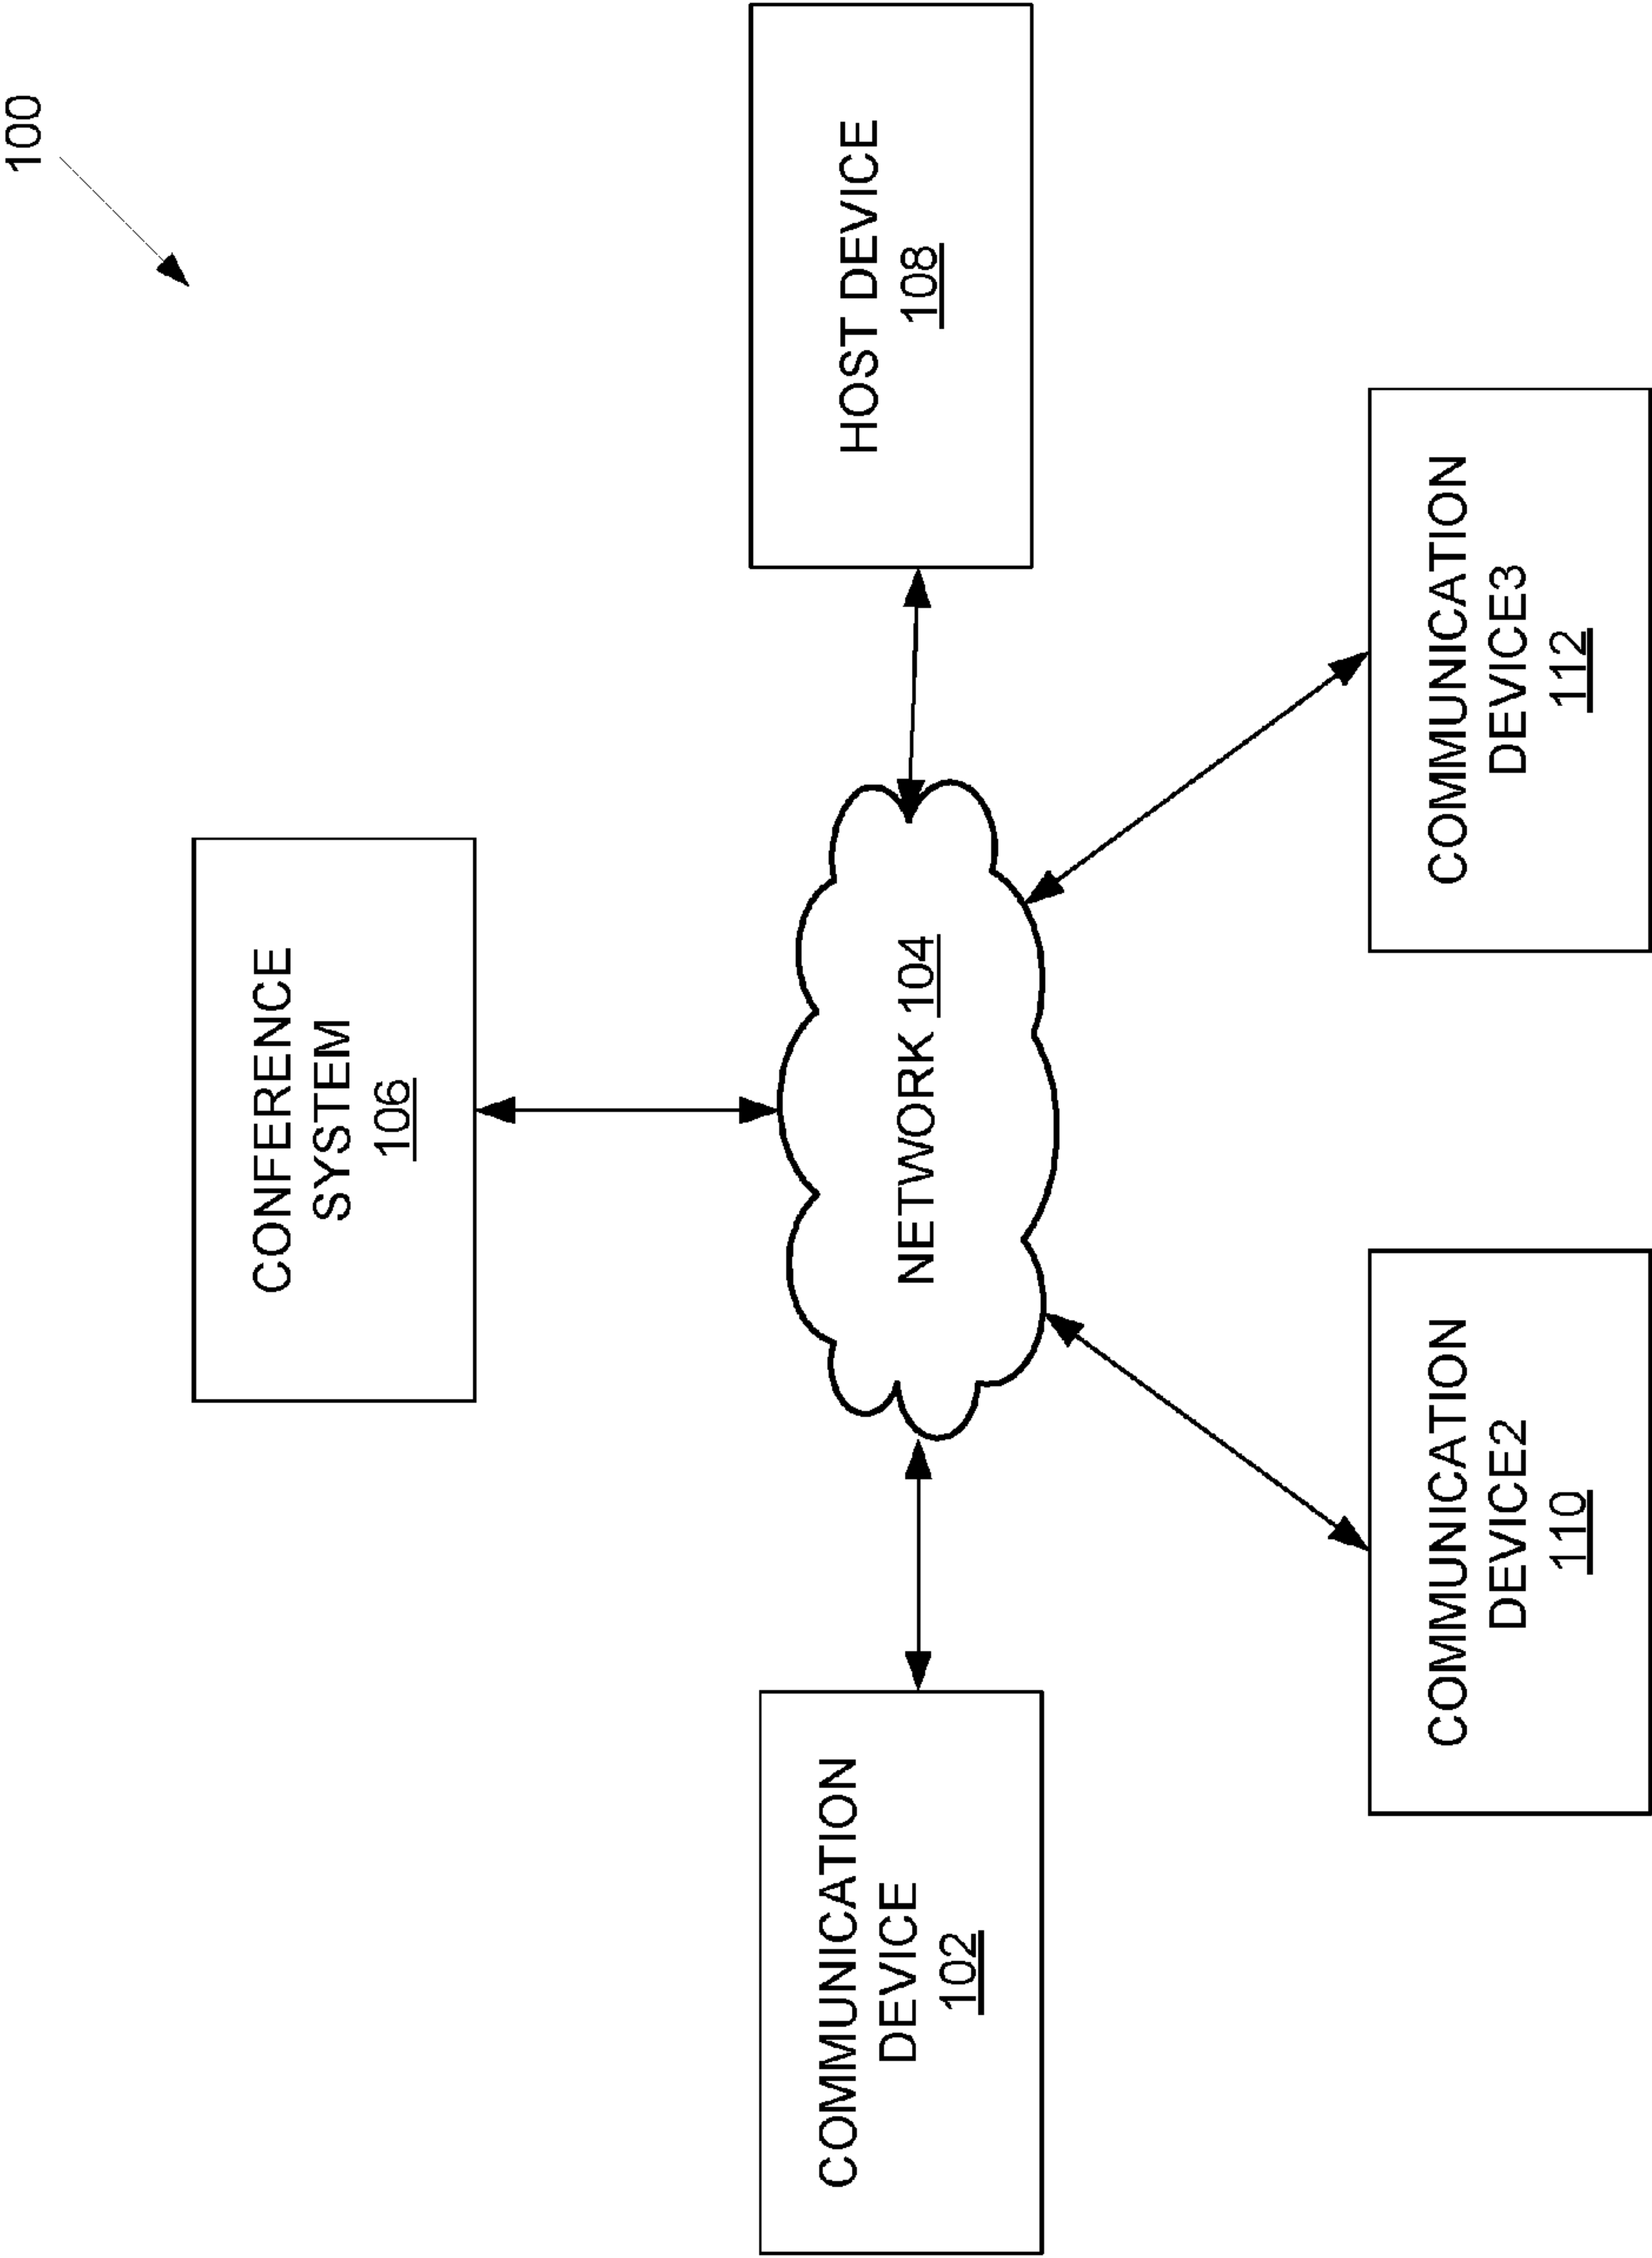 100
CONFERENCE
SYSTEM
106
COMMUNICATION
DEVICE
102
NETWORK 104
HOST DEVICE
108
COMMUNICATION
DEVICE2
110
COMMUNICATION
DEVICE3
112